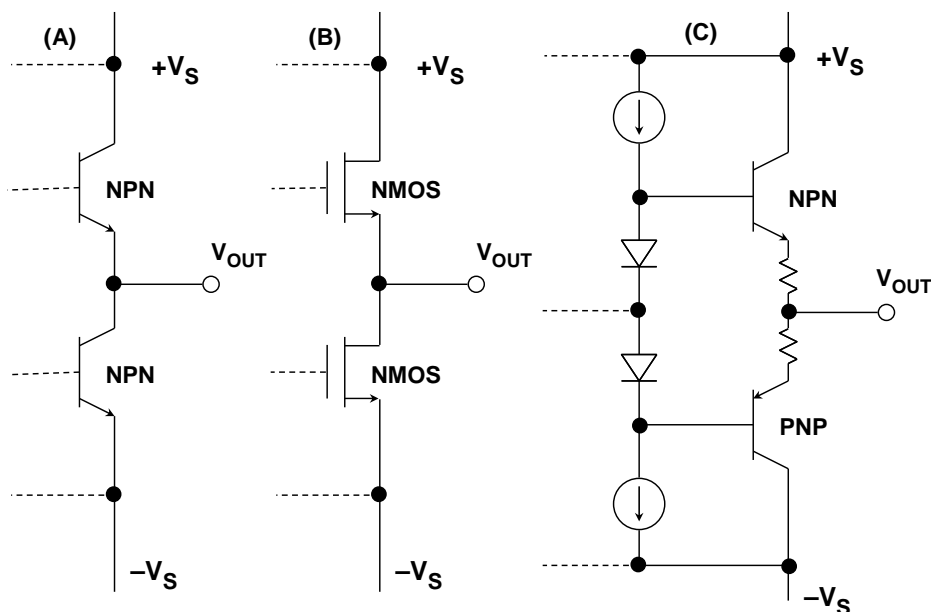 (A)
+VS
NPN
VOUT
NPN
–VS
(B)
+VS
NMOS
VOUT
NMOS
–VS
(C)
+VS
NPN
VOUT
PNP
–VS